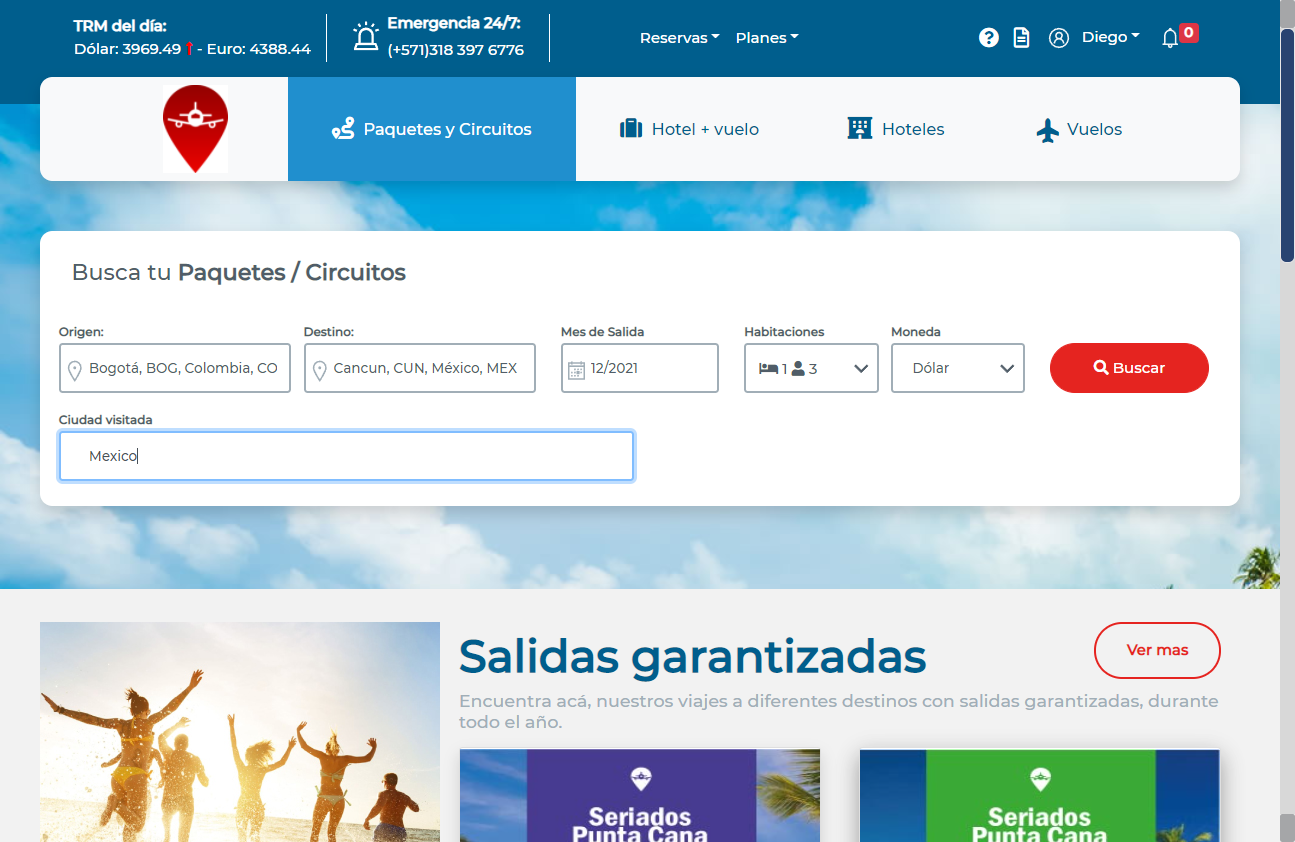 TRM del día:
Dólar: 3969.49 - Euro: 4388.44
Emergencia 24/7:
(+571)318 397 6776
Reservas
Planes
Diego
0
Paquetes y Circuitos
Hotel + vuelo
Hoteles
Vuelos
Busca tu Paquetes / Circuitos
Origen:
Destino:
Mes de Salida
Habitaciones
Moneda
Bogotá, BOG, Colombia, CO
Cancun, CUN, México, MEX
12/2021
1 3
Dólar
Buscar
Ciudad visitada
Mexico
Salidas garantizadas
Ver mas
Encuentra acá, nuestros viajes a diferentes destinos con salidas garantizadas, durante
todo el año.
Seriados
Punta Cana
Seriados
Punta Cana